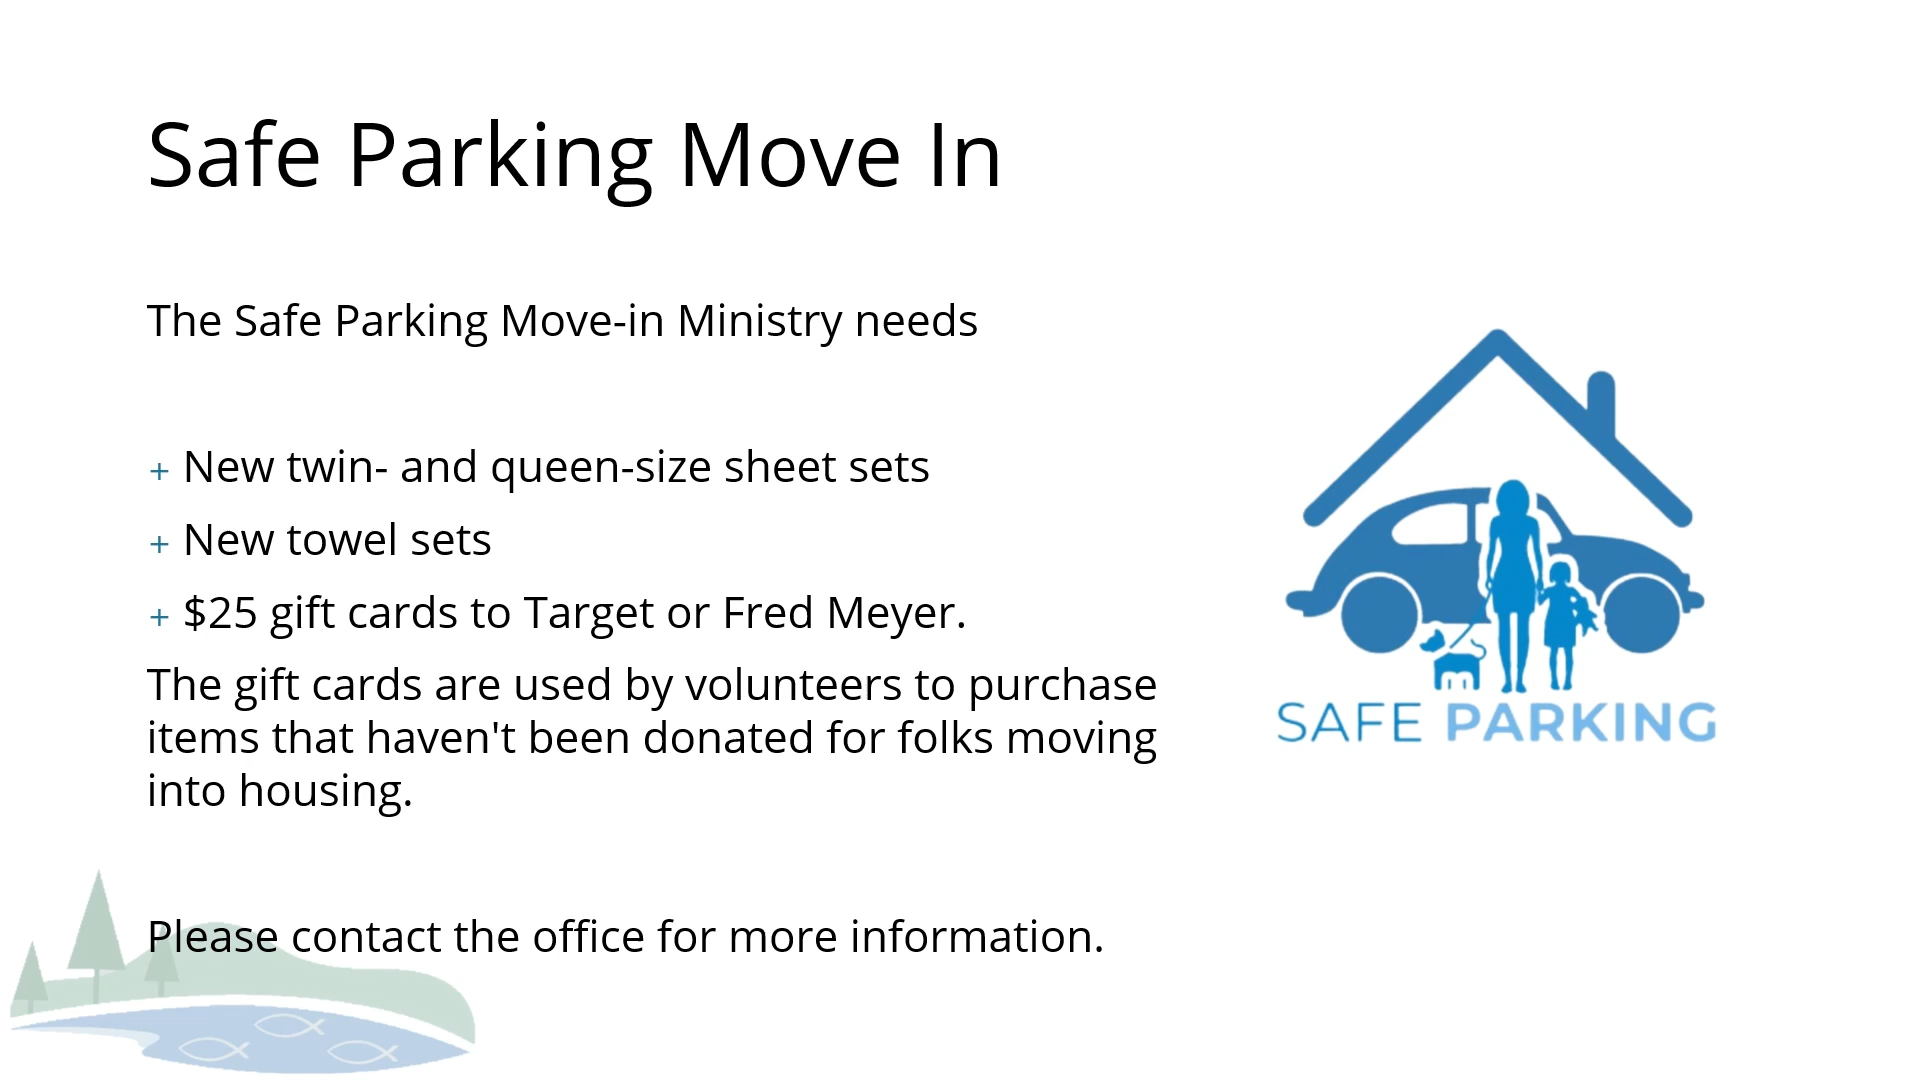 Safe Parking Move In
The Safe Parking Move-in Ministry needs
+ New twin- and queen-size sheet sets
+ New towel sets
+ $25 gift cards to Target or Fred Meyer.
The gift cards are used by volunteers to purchase
items that haven't been donated for folks moving
into housing.
Please contact the office for more information.
SAFE PARKING